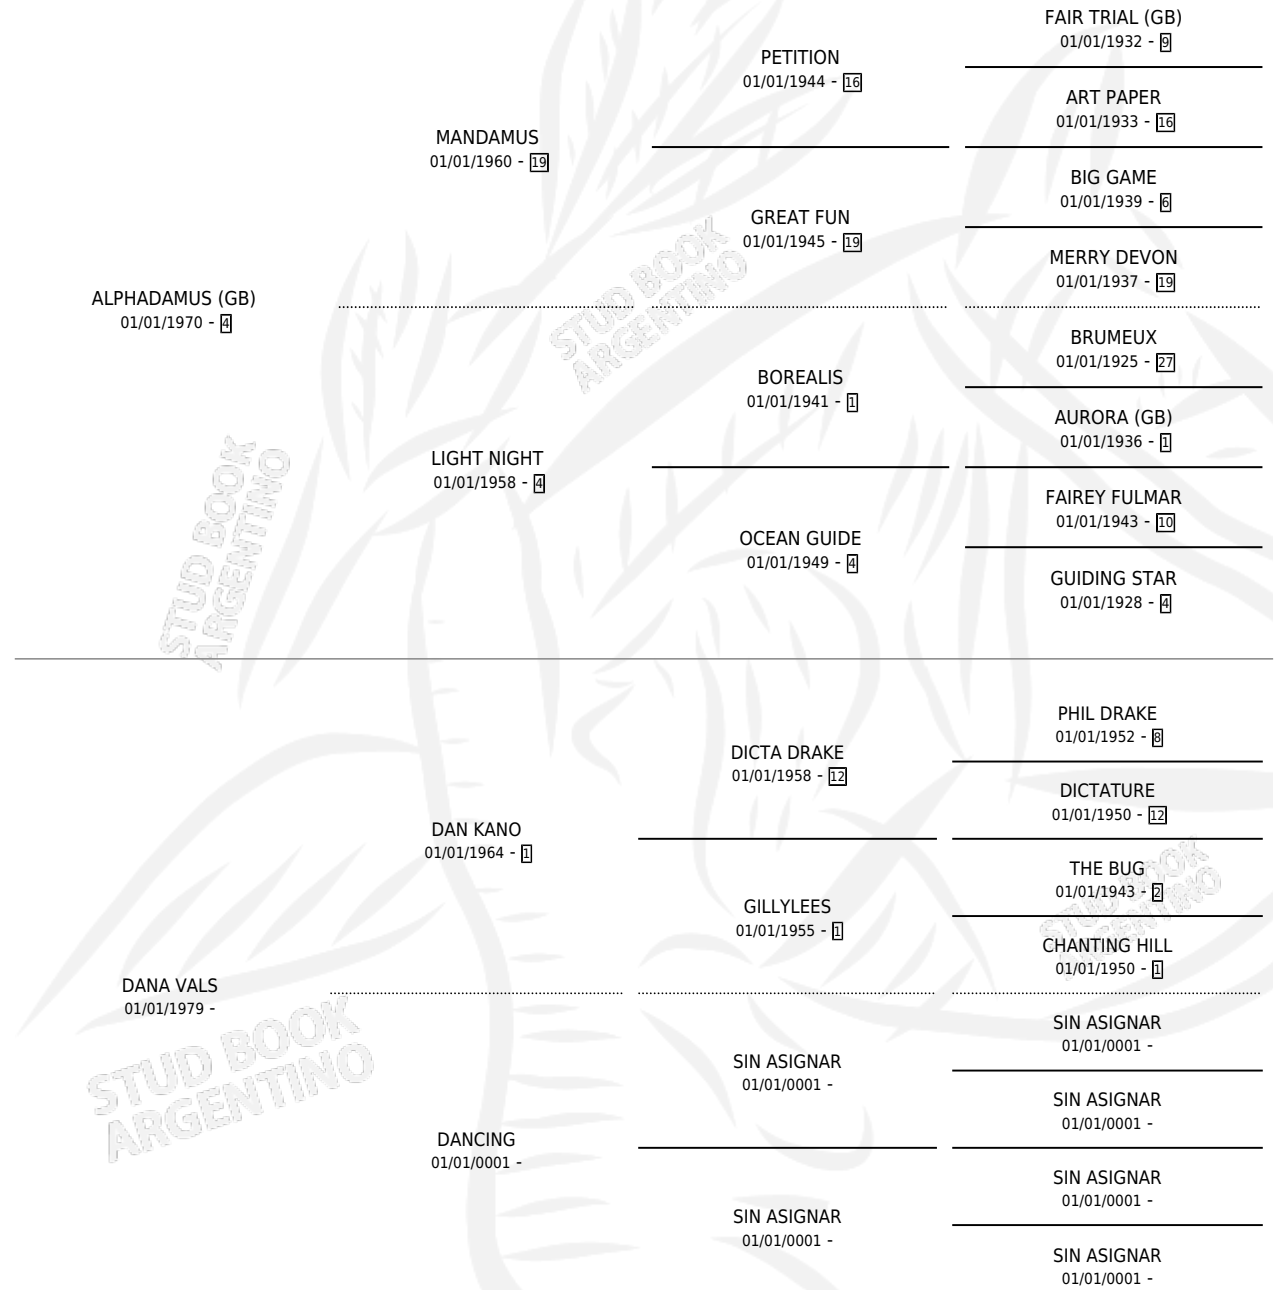 FAIR TRIAL (GB)
01/01/1932 - 9
PETITION
01/01/1944 - 16
ART PAPER
01/01/1933 - 16
MANDAMUS
01/01/1960 - 19
BIG GAME
01/01/1939 - 6
GREAT FUN
01/01/1945 - 19
MERRY DEVON
01/01/1937 - 19
ALPHADAMUS (GB)
01/01/1970 - 4
BRUMEUX
01/01/1925 - 27
BOREALIS
01/01/1941 - 1
AURORA (GB)
01/01/1936 - 1
LIGHT NIGHT
01/01/1958 - 4
FAIREY FULMAR
01/01/1943 - 10
OCEAN GUIDE
01/01/1949 - 4
GUIDING STAR
01/01/1928 - 4
PHIL DRAKE
01/01/1952 - 8
DICTA DRAKE
01/01/1958 - 12
DICTATURE
01/01/1950 - 12
DAN KANO
01/01/1964 - 1
THE BUG
01/01/1943 - 2
GILLYLEES
01/01/1955 - 1
CHANTING HILL
01/01/1950 - 1
DANA VALS
01/01/1979 -
SIN ASIGNAR
01/01/0001 -
SIN ASIGNAR
01/01/0001 -
SIN ASIGNAR
01/01/0001 -
DANCING
01/01/0001 -
SIN ASIGNAR
01/01/0001 -
SIN ASIGNAR
01/01/0001 -
SIN ASIGNAR
01/01/0001 -
STUD BOOK
ARGENTINO
STUD BOOK
ARGENTINO
STUD BOOK
ARGENTINO
STUD BOOK
ARGENTINO